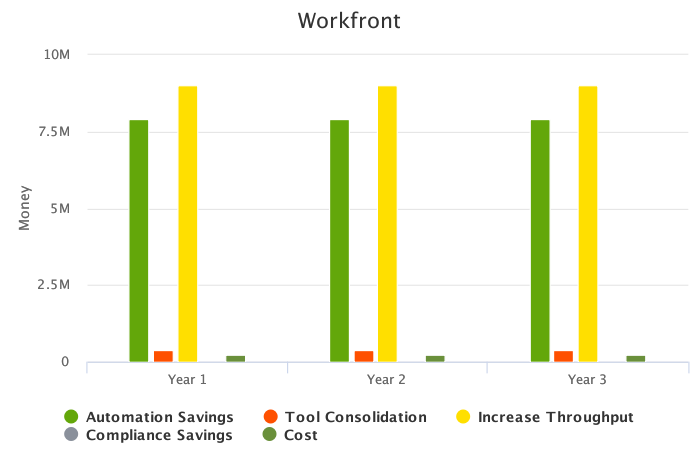 Workfront
10M
7.5M
5M
2.5M
0
Money
Year 1 Year 2 Year 3
Automation Savings Tool Consolidation Increase Throughput
Compliance Savings Cost